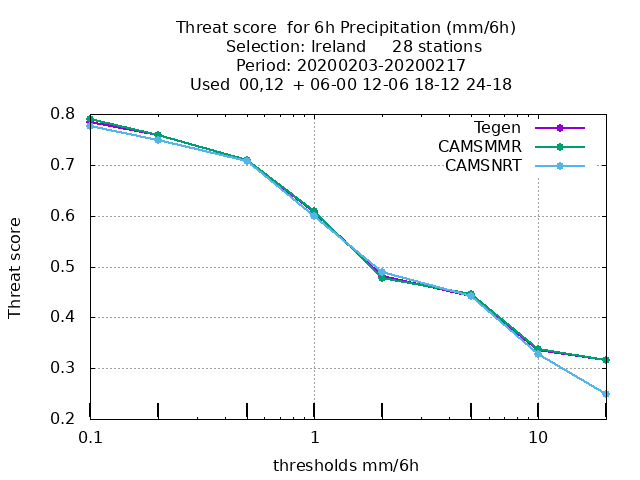 Threat score  for 6h Precipitation (mm/6h)
Selection: Ireland     28 stations
Period: 20200203-20200217
Used  00,12  + 06-00 12-06 18-12 24-18
Tegen
CAMSMMR
CAMSNRT
Threat score
0.8
0.7
0.6
0.5
0.4
0.3
0.2
0.1
1
10
thresholds mm/6h